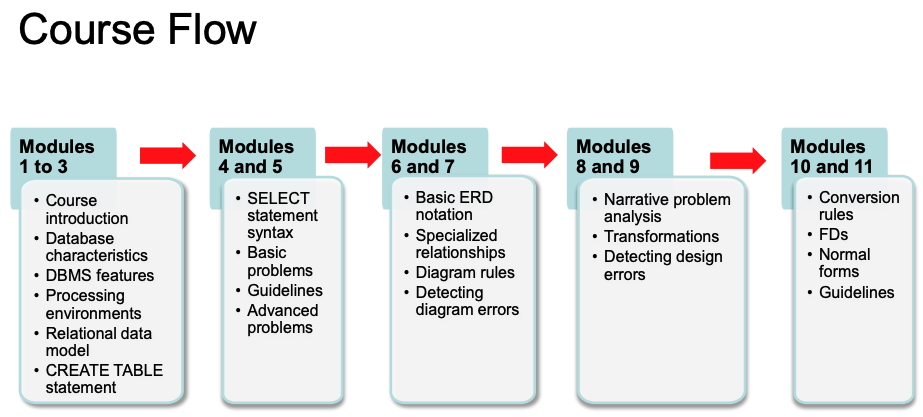 Course Flow
Modules
1 to 3
• Course
introduction
• Database
characteristics
• DBMS features
• Processing
environments
• Relational data
model
• CREATE TABLE
statement
Modules
4 and 5
• SELECT
statement
syntax
• Basic
problems
• Guidelines
• Advanced
problems
Modules
6 and 7
• Basic ERD
notation
• Specialized
relationships
• Diagram rules
• Detecting
diagram errors
Modules
8 and 9
• Narrative problem
analysis
• Transformations
• Detecting design
errors
Modules
10 and 11
• Conversion
rules
• FDs
• Normal
forms
• Guidelines